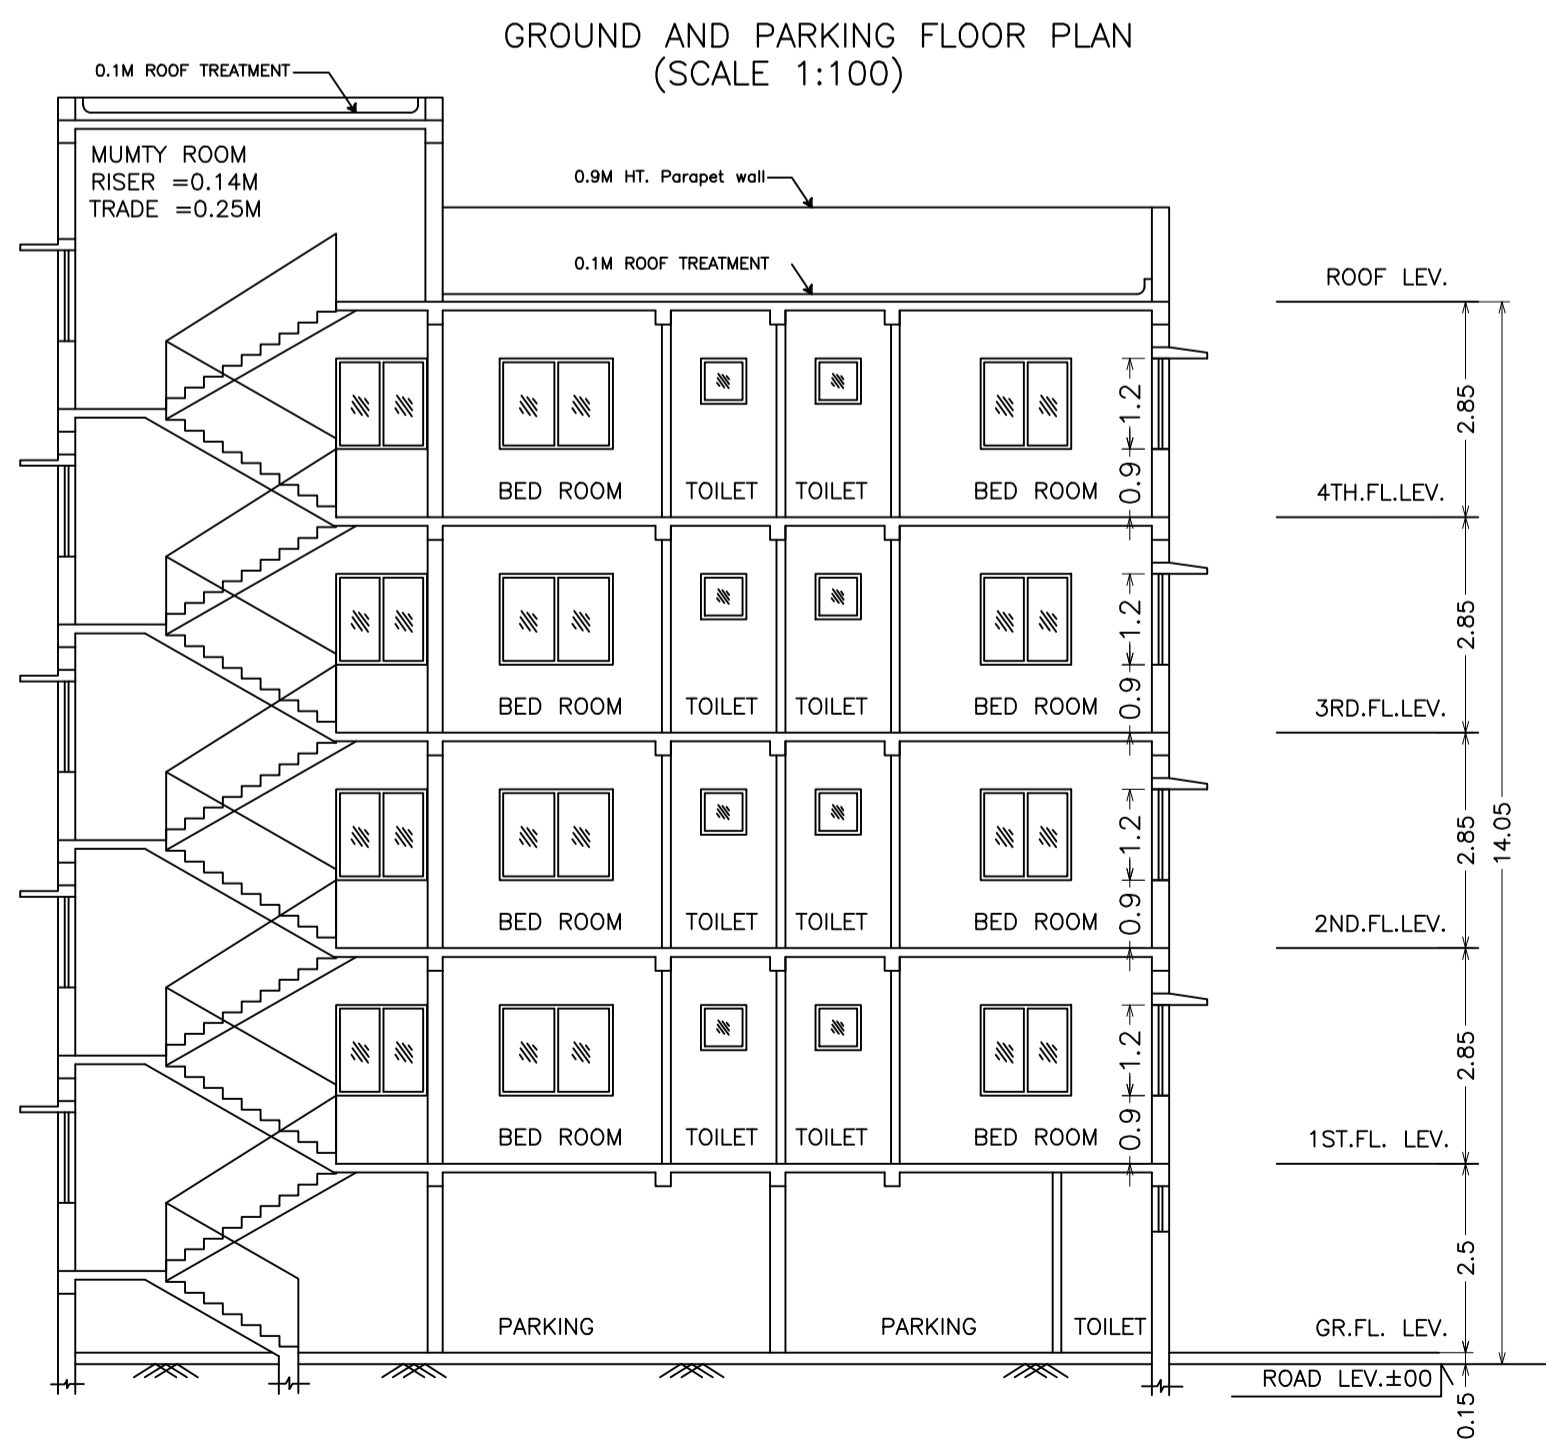 GROUND AND PARKING FLOOR PLAN
(SCALE 1:100)
0.1M ROOF TREATMENT
MUMTY ROOM
RISER =0.14M
TRADE =0.25M
0.9M HT. Parapet wall
0.1M ROOF TREATMENT
ROOF LEV.
2.85
1.2
0.9
BED ROOM TOILET TOILET BED ROOM
4TH.FL.LEV.
2.85
1.2
0.9
BED ROOM TOILET TOILET BED ROOM
3RD.FL.LEV.
2.85
14.05
1.2
0.9
BED ROOM TOILET TOILET BED ROOM
2ND.FL.LEV.
2.85
1.2
0.9
BED ROOM TOILET TOILET BED ROOM
1ST.FL. LEV.
2.5
PARKING PARKING TOILET
GR.FL. LEV.
ROAD LEV.±00
0.15